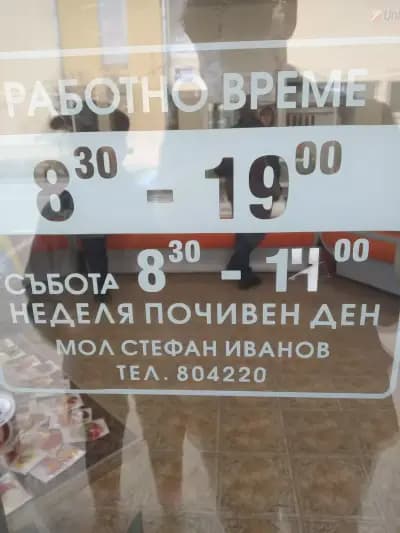 РАБОТНО ВРЕМЕ
8³⁰ - 19⁰⁰
СЪБОТА 8³⁰ - 14⁰⁰
НЕДЕЛЯ ПОЧИВЕН ДЕН
МОЛ СТЕФАН ИВАНОВ
ТЕЛ. 804220